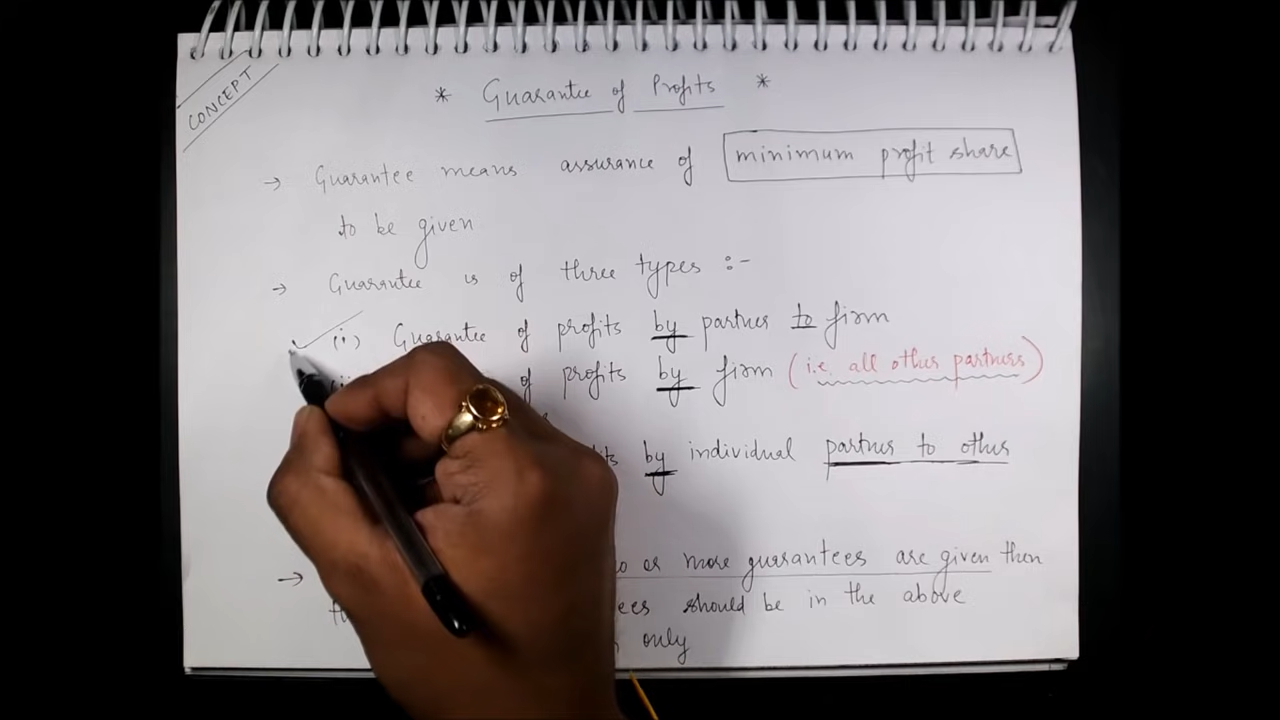 CONCEPT
* Guarantee of Profits *
→ Guarantee means assurance of minimum profit share
to be given
→ Guarantee is of three types :-
(i) Guarantee of profits by partner to firm
of profits by firm (i.e. all other partners)
by individual partner to other
→ or more guarantees are given then
should be in the above
only